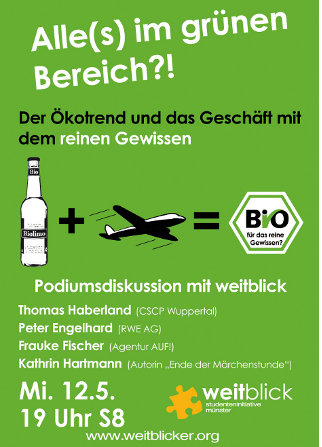 Alle(s) im grünen
Bereich?!
Der Ökotrend und das Geschäft mit
dem reinen Gewissen
Bio
Biolimo
+
=
BiO
für das reine
Gewissen?
Podiumsdiskussion mit weitblick
Thomas Haberland (CSCP Wuppertal)
Peter Engelhard (RWE AG)
Frauke Fischer (Agentur AUF!)
Kathrin Hartmann (Autorin „Ende der Märchenstunde“)
Mi. 12.5.
19 Uhr S8
weitblick
studenteninitiative
münster
www.weitblicker.org